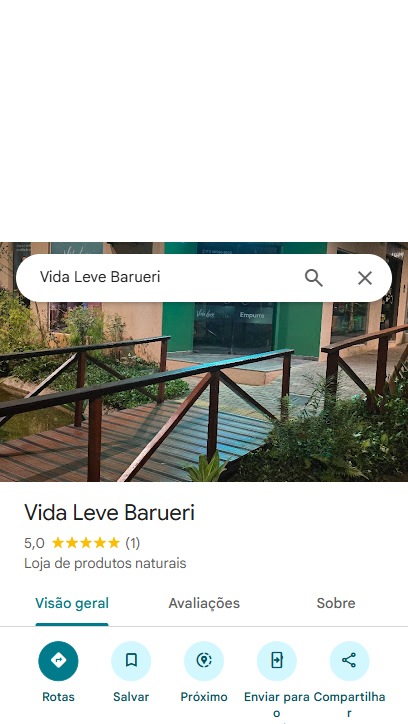 Vida Leve Barueri
Empurre
Vida Leve Barueri
5,0 (1)
Loja de produtos naturais
Visão geral Avaliações Sobre
Rotas Salvar Próximo Enviar para o Compartilhar